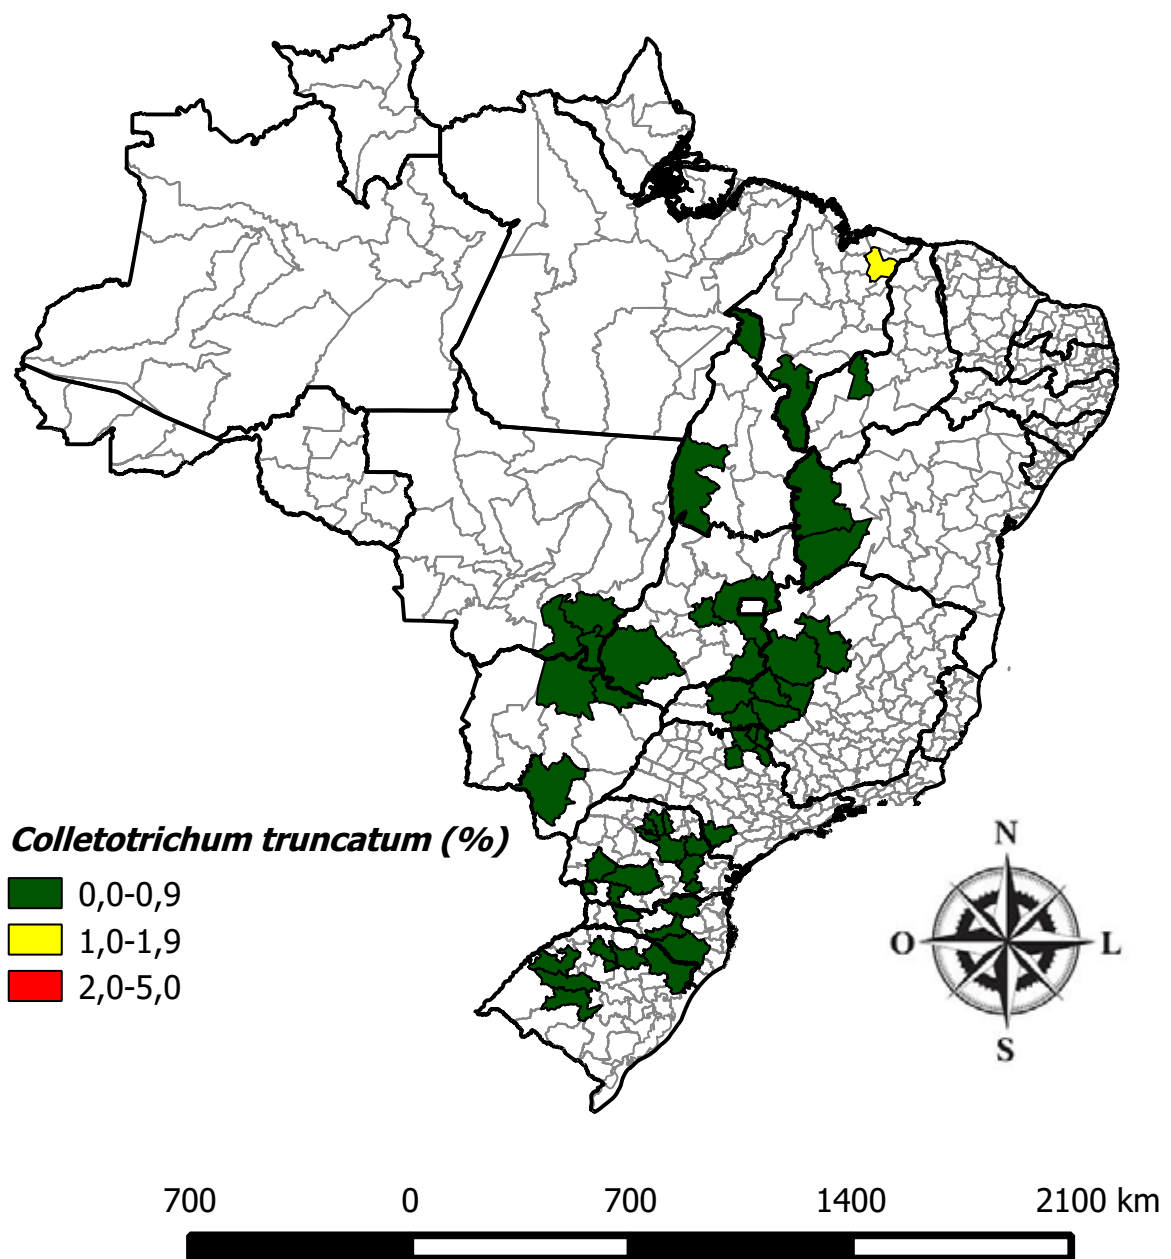 Colletotrichum truncatum (%)
0,0-0,9
1,0-1,9
2,0-5,0
N
O L
S
700 0 700 1400 2100 km